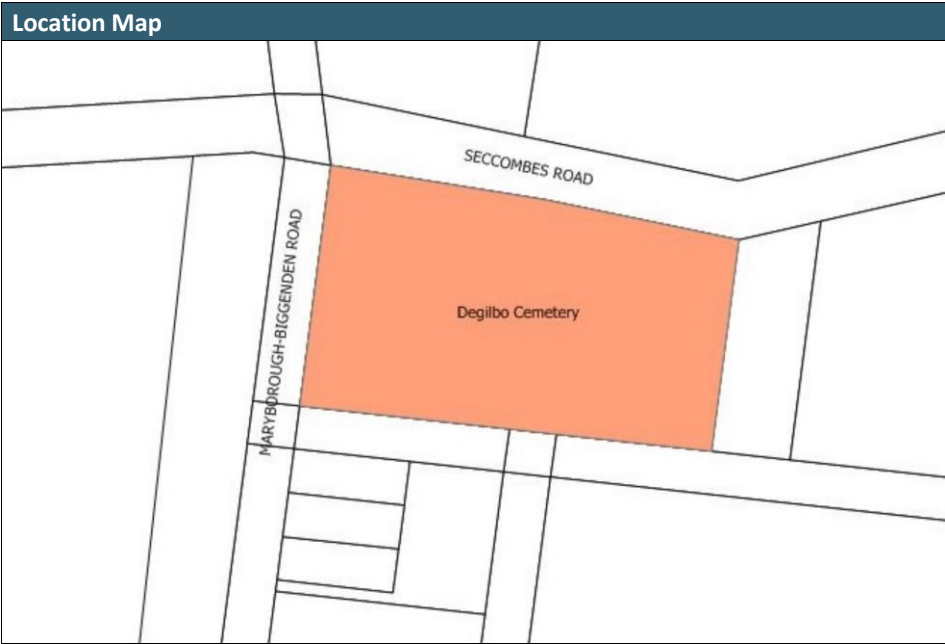 Location Map
SECCOMBES ROAD
MARYBOROUGH-BIGGENDEN ROAD
Degilbo Cemetery